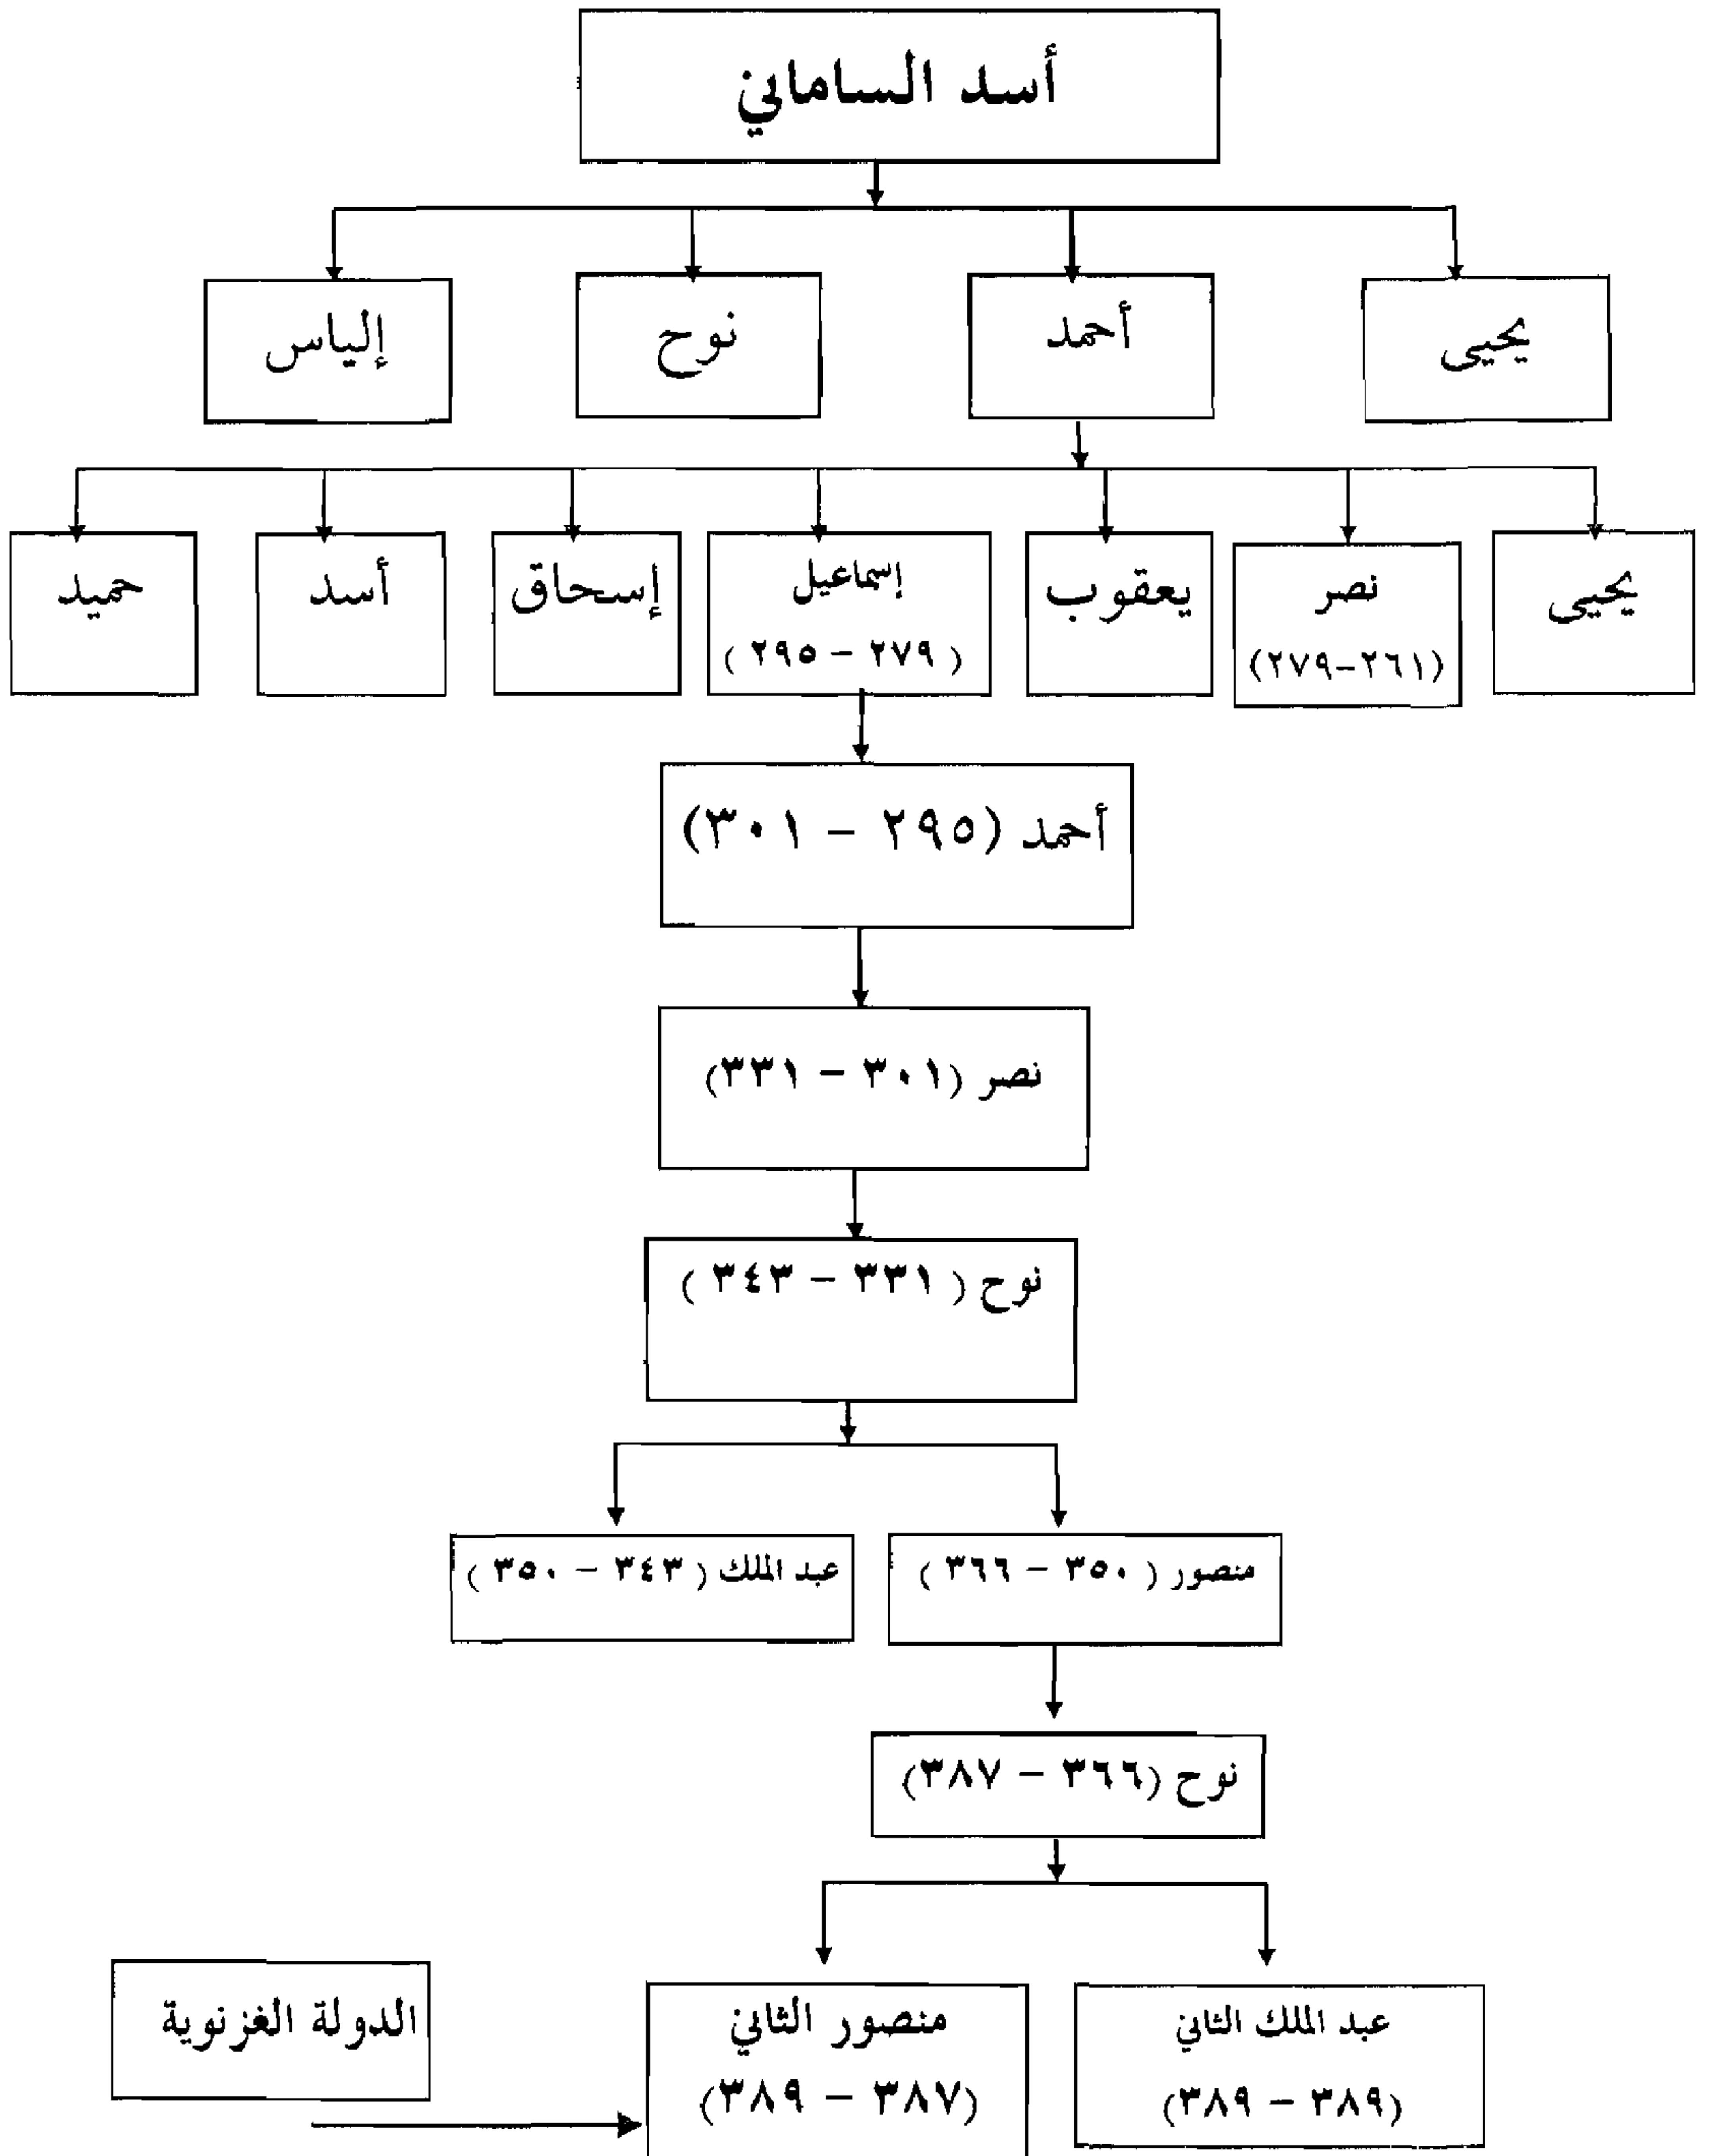 أسد الساماني
يحيى
أحمد
نوح
إلياس
يحيى
نصر
(٢٦١-٢٧٩)
يعقوب
إسماعيل
( ٢٧٩ – ٢٩٥ )
إسحاق
أسد
حميد
أحمد (٢٩٥ – ٣٠١)
نصر (٣٠١ – ٣٣١)
نوح ( ٣٣١ – ٣٤٣ )
منصور ( ٣٥٠ – ٣٦٦ )
عبد الملك ( ٣٤٣ – ٣٥٠ )
نوح (٣٦٦ – ٣٨٧)
عبد الملك الثاني
(٣٨٩ – ٣٨٩)
منصور الثاني
(٣٨٧ – ٣٨٩)
الدولة الغزنوية